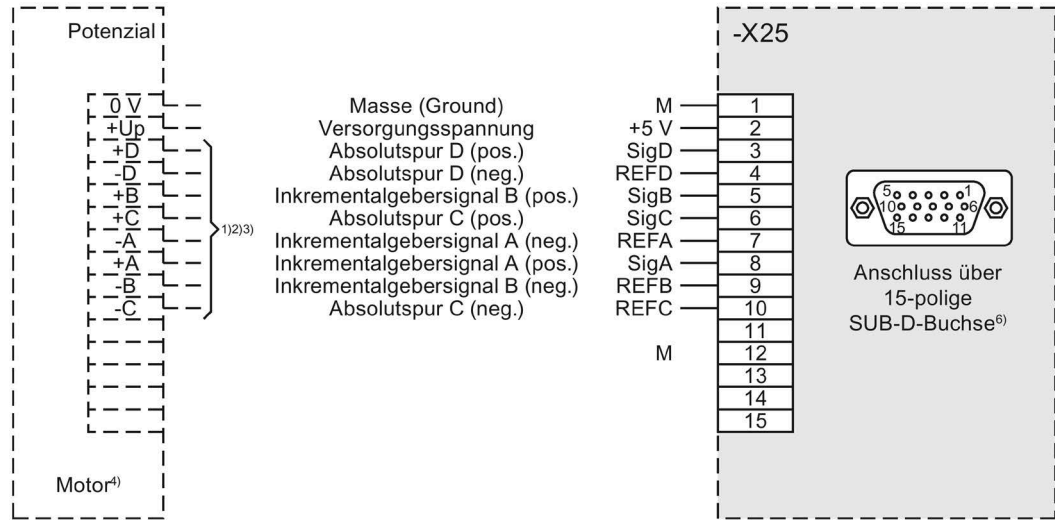 Potenzial
-X25
0 V Masse (Ground) M 1
+Up Versorgungsspannung +5 V 2
+D Absolutspur D (pos.) SigD 3
-D Absolutspur D (neg.) REFD 4
+B Inkrementalgebersignal B (pos.) SigB 5
+C Absolutspur C (pos.) SigC 6
-A Inkrementalgebersignal A (neg.) REFA 7
+A Inkrementalgebersignal A (pos.) SigA 8
-B Inkrementalgebersignal B (neg.) REFB 9
-C Absolutspur C (neg.) REFC 10
1)2)3)
11
M 12
13
14
15
5 1
10 6
15 11
Anschluss über
15-polige
SUB-D-Buchse6)
Motor4)